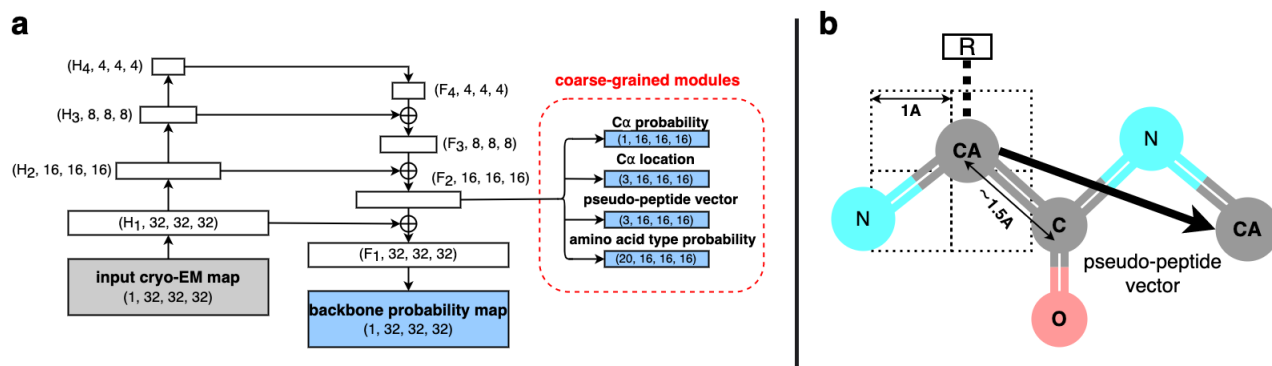 a
(H4, 4, 4, 4)
(F4, 4, 4, 4)
(H3, 8, 8, 8)
(F3, 8, 8, 8)
(H2, 16, 16, 16)
(F2, 16, 16, 16)
(H1, 32, 32, 32)
(F1, 32, 32, 32)
input cryo-EM map
(1, 32, 32, 32)
backbone probability map
(1, 32, 32, 32)
coarse-grained modules
Cα probability
(1, 16, 16, 16)
Cα location
(3, 16, 16, 16)
pseudo-peptide vector
(3, 16, 16, 16)
amino acid type probability
(20, 16, 16, 16)
b
R
1A
CA
N
N
~1.5A
C
CA
pseudo-peptide
vector
O